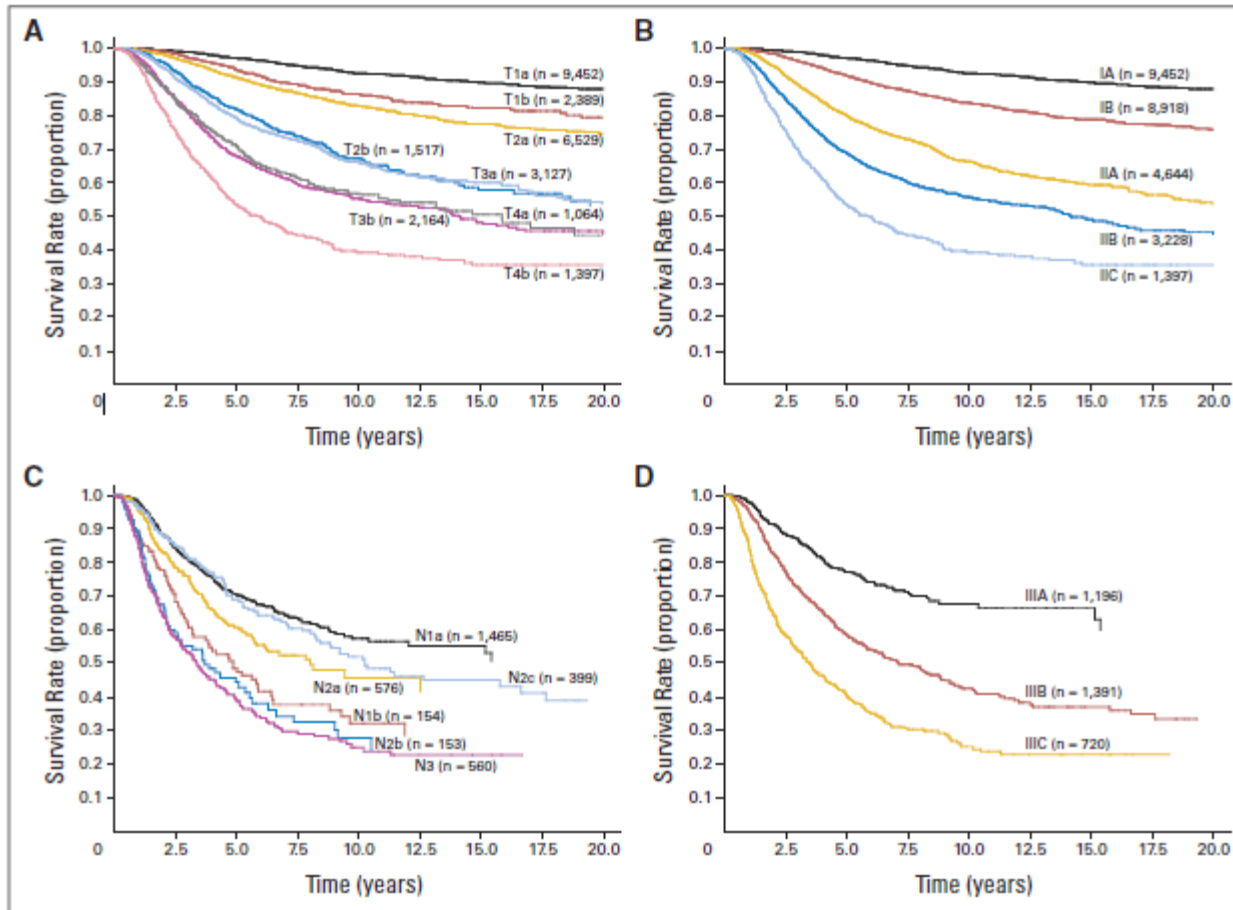 A
Survival Rate (proportion)
1.0
0.9
0.8
0.7
0.6
0.5
0.4
0.3
0.2
0.1
0
T1a (n = 9,452)
T1b (n = 2,389)
T2a (n = 6,529)
T2b (n = 1,517)
T3a (n = 3,127)
T4a (n = 1,064)
T3b (n = 2,164)
T4b (n = 1,397)
2.5 5.0 7.5 10.0 12.5 15.0 17.5 20.0
Time (years)
B
Survival Rate (proportion)
1.0
0.9
0.8
0.7
0.6
0.5
0.4
0.3
0.2
0.1
0
IA (n = 9,452)
IB (n = 8,918)
IIA (n = 4,644)
IIB (n = 3,228)
IIC (n = 1,397)
2.5 5.0 7.5 10.0 12.5 15.0 17.5 20.0
Time (years)
C
Survival Rate (proportion)
1.0
0.9
0.8
0.7
0.6
0.5
0.4
0.3
0.2
0.1
0
N1a (n = 1,465)
N2c (n = 399)
N2a (n = 576)
N1b (n = 154)
N2b (n = 153)
N3 (n = 560)
2.5 5.0 7.5 10.0 12.5 15.0 17.5 20.0
Time (years)
D
Survival Rate (proportion)
1.0
0.9
0.8
0.7
0.6
0.5
0.4
0.3
0.2
0.1
0
IIIA (n = 1,196)
IIIB (n = 1,391)
IIIC (n = 720)
2.5 5.0 7.5 10.0 12.5 15.0 17.5 20.0
Time (years)